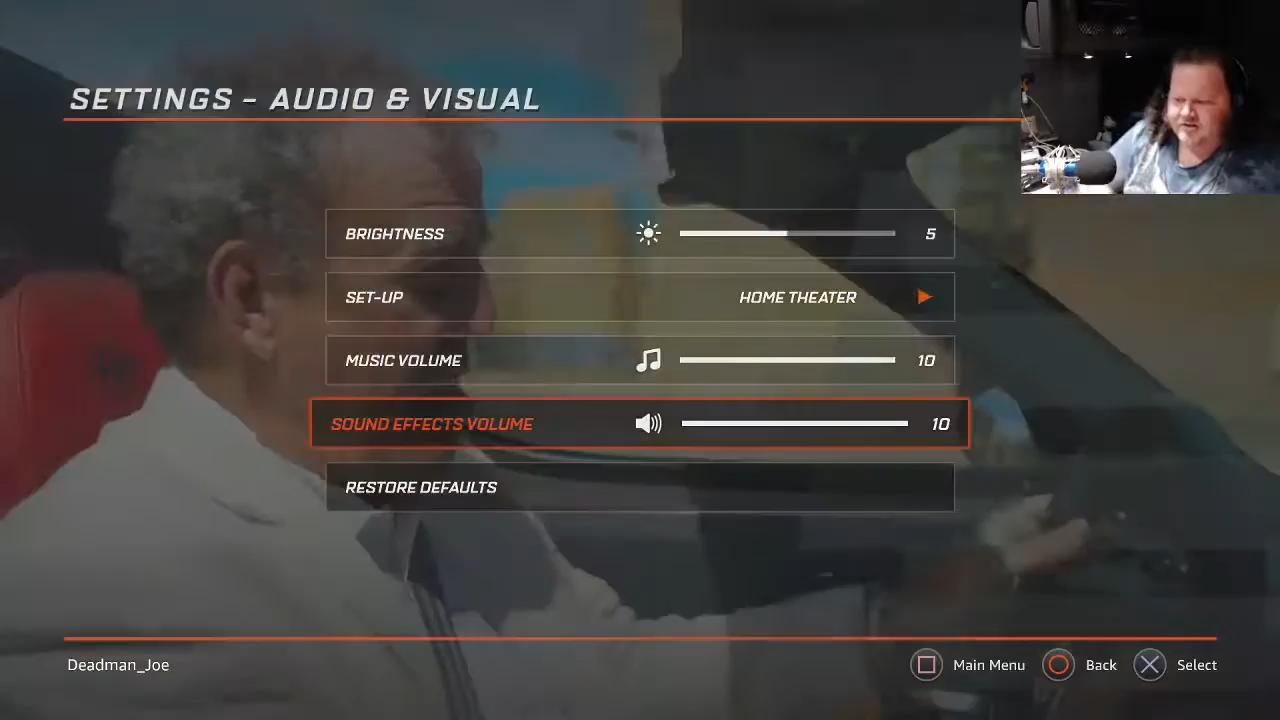 SETTINGS - AUDIO & VISUAL
BRIGHTNESS 5
SET-UP HOME THEATER
MUSIC VOLUME 10
SOUND EFFECTS VOLUME 10
RESTORE DEFAULTS
Deadman_Joe Main Menu Back Select